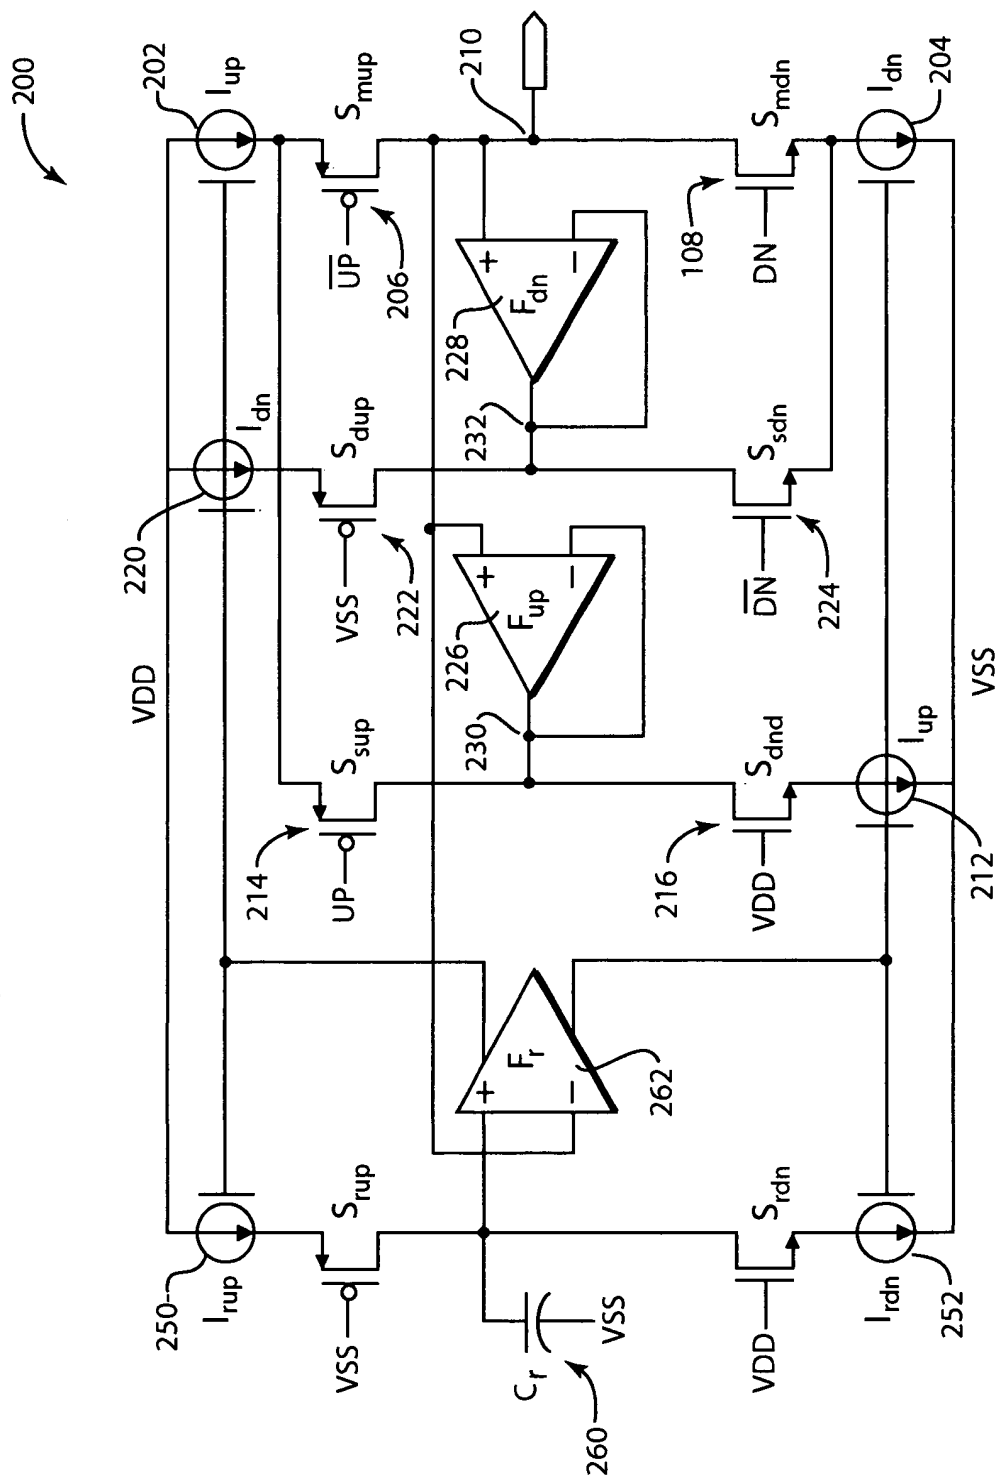 200
202
I_up
S_mup
210
S_mdn
I_dn
204
U̅P̅
206
108
DN
+
−
F_dn
228
232
220
I_dn
S_dup
VSS
222
S_sdn
D̅N̅
224
VDD
+
−
F_up
226
230
S_sup
214
UP
S_dnd
216
VDD
I_up
212
VSS
F_r
+
−
262
250
I_rup
S_rup
VSS
C_r
VSS
260
S_rdn
VDD
I_rdn
252